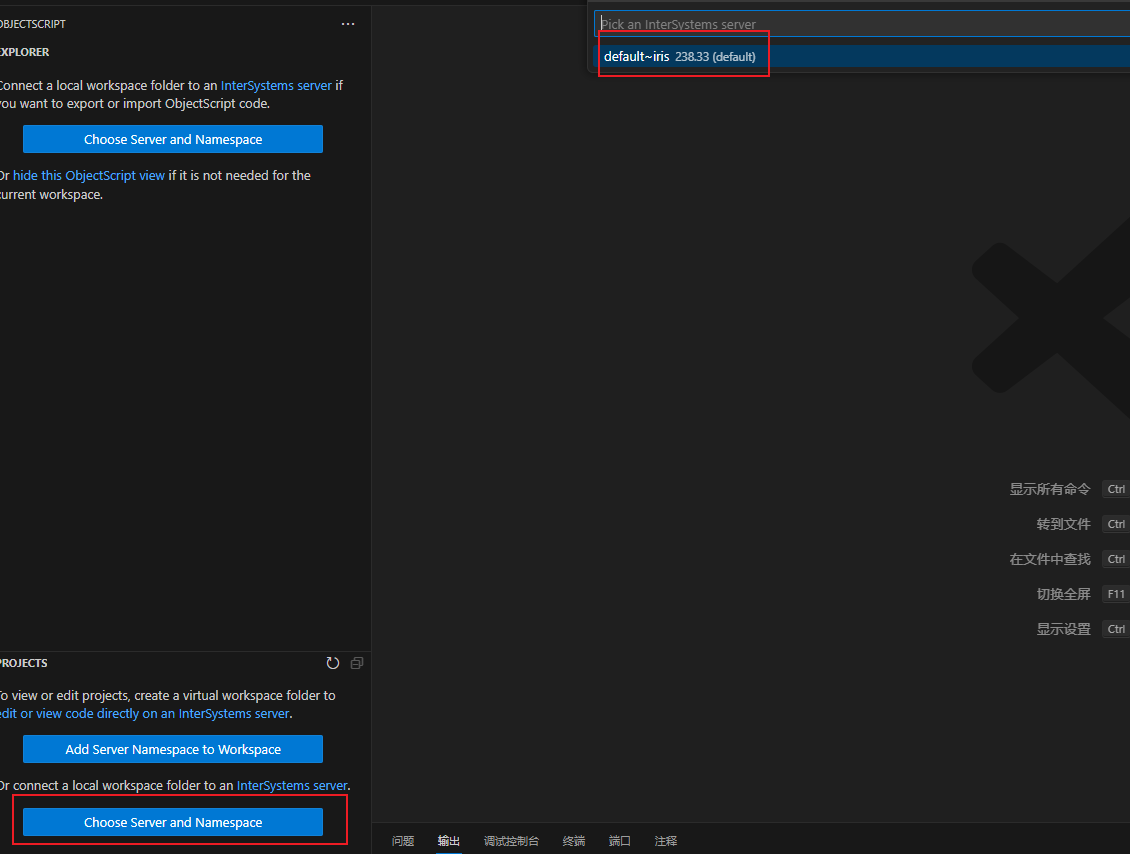 OBJECTSCRIPT
EXPLORER
Connect a local workspace folder to an InterSystems server if
you want to export or import ObjectScript code.
Choose Server and Namespace
Or hide this ObjectScript view if it is not needed for the
current workspace.
PROJECTS
To view or edit projects, create a virtual workspace folder to
edit or view code directly on an InterSystems server.
Add Server Namespace to Workspace
Or connect a local workspace folder to an InterSystems server.
Choose Server and Namespace
Pick an InterSystems server
default~iris 238.33 (default)
显示所有命令 Ctrl
转到文件 Ctrl
在文件中查找 Ctrl
切换全屏 F11
显示设置 Ctrl
问题 输出 调试控制台 终端 端口 注释